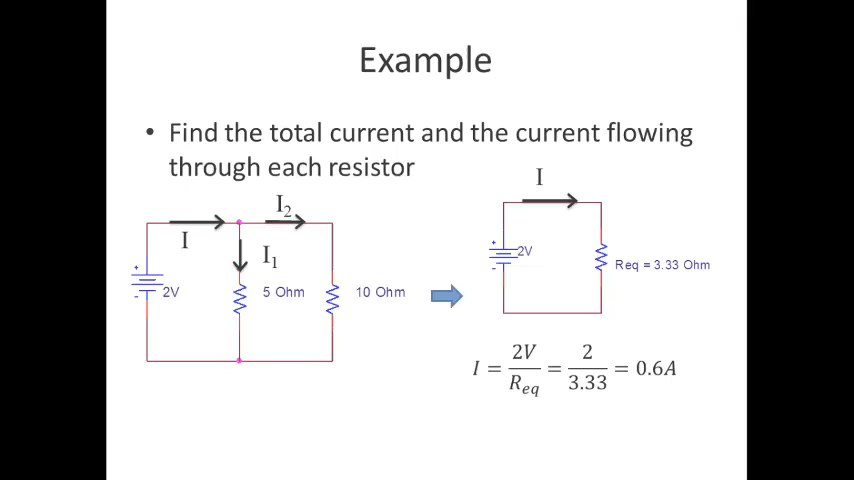 Example
• Find the total current and the current flowing
through each resistor
I
I₂
I
I₁
+
-
2V
5 Ohm
10 Ohm
+
-
2V
Req = 3.33 Ohm
I = 2V/R_eq = 2/3.33 = 0.6A